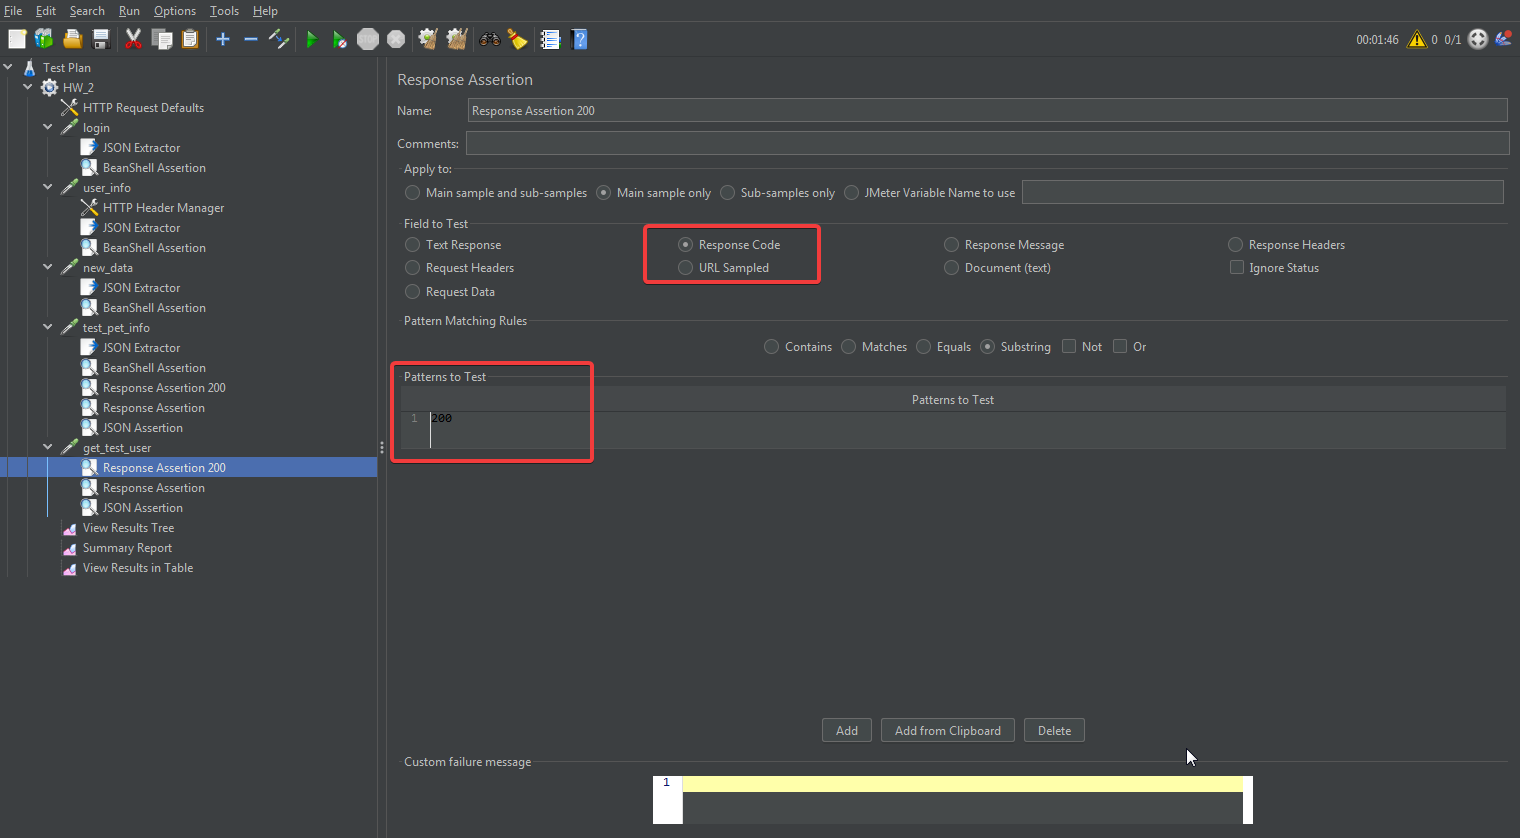 File Edit Search Run Options Tools Help
00:01:46 0 0/1
Test Plan
HW_2
HTTP Request Defaults
login
JSON Extractor
BeanShell Assertion
user_info
HTTP Header Manager
JSON Extractor
BeanShell Assertion
new_data
JSON Extractor
BeanShell Assertion
test_pet_info
JSON Extractor
BeanShell Assertion
Response Assertion 200
Response Assertion
JSON Assertion
get_test_user
Response Assertion 200
Response Assertion
JSON Assertion
View Results Tree
Summary Report
View Results in Table
Response Assertion
Name: Response Assertion 200
Comments:
Apply to:
Main sample and sub-samples Main sample only Sub-samples only JMeter Variable Name to use
Field to Test
Text Response Response Code Response Message Response Headers
Request Headers URL Sampled Document (text) Ignore Status
Request Data
Pattern Matching Rules
Contains Matches Equals Substring Not Or
Patterns to Test
Patterns to Test
1 200
Add Add from Clipboard Delete
Custom failure message
1